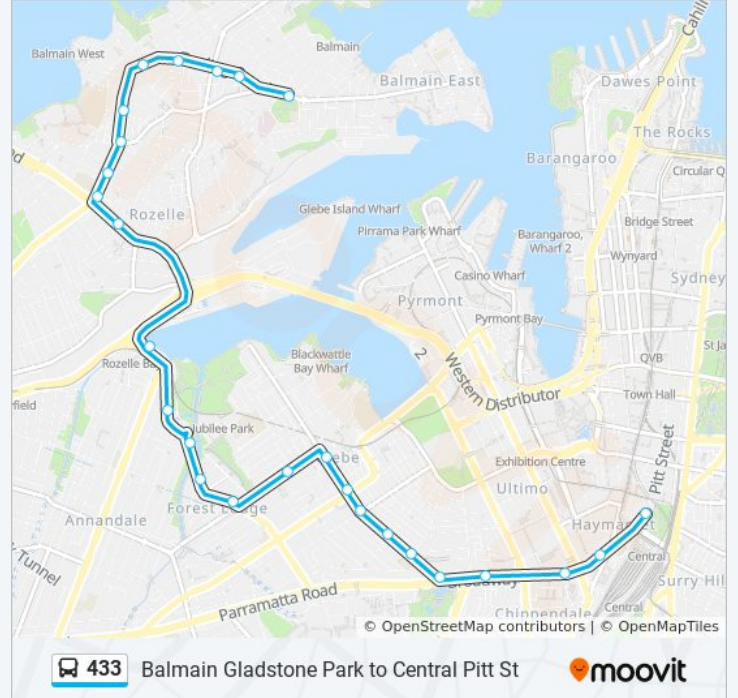 Cahill
Balmain
Balmain West
Balmain East
Dawes Point
The Rocks
Barangaroo
Circular Q
Rozelle
Glebe Island Wharf
Pirrama Park Wharf
Barangaroo,
Wharf 2
Bridge Street
Wynyard
Casino Wharf
Sydney
Pyrmont
Pyrmont Bay
2
Blackwattle
Bay Wharf
Rozelle Ba
St Ja
QVB
Western Distributor
Town Hall
field
Jubilee Park
ebe
Pitt Street
Exhibition Centre
Ultimo
Forest Lodge
Annandale
Haymarket
Central
Tunnel
Broadway
Surry Hil
Parramatta Road
Chippendale
Central
© OpenStreetMap contributors | © OpenMapTiles
433 Balmain Gladstone Park to Central Pitt St moovit